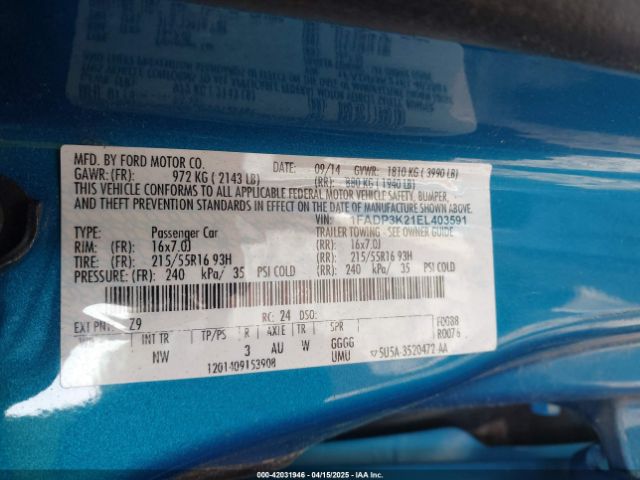 MFD. BY FORD MOTOR CO.
DATE: 09/14 GVWR: 1810 KG ( 3990 LB)
GAWR: (FR) 972 KG ( 2143 LB) (RR) 880 KG ( 1940 LB)
THIS VEHICLE CONFORMS TO ALL APPLICABLE FEDERAL MOTOR VEHICLE SAFETY, BUMPER,
AND THEFT PREVENTION STANDARDS IN EFFECT ON THE DATE OF MANUFACTURE SHOWN ABOVE.
VIN: 1FADP3K21EL403591
TYPE: Passenger Car TRAILER TOWING - SEE OWNER GUIDE
RIM: (FR) 16x7.0J (RR) 16x7.0J
TIRE: (FR) 215/55R16 93H (RR) 215/55R16 93H
PRESSURE: (FR) 240 kPa/ 35 PSI COLD (RR) 240 kPa/ 35 PSI COLD
EXT PNT: Z9 RC: 24 DSO: F0088
INT TR TP/PS R AXLE TR SPR R0076
NW 3 AU W GGGG
UMU
1201409153908 5U5A-3520472-AA
000-42031946 - 04/15/2025 - IAAI.com